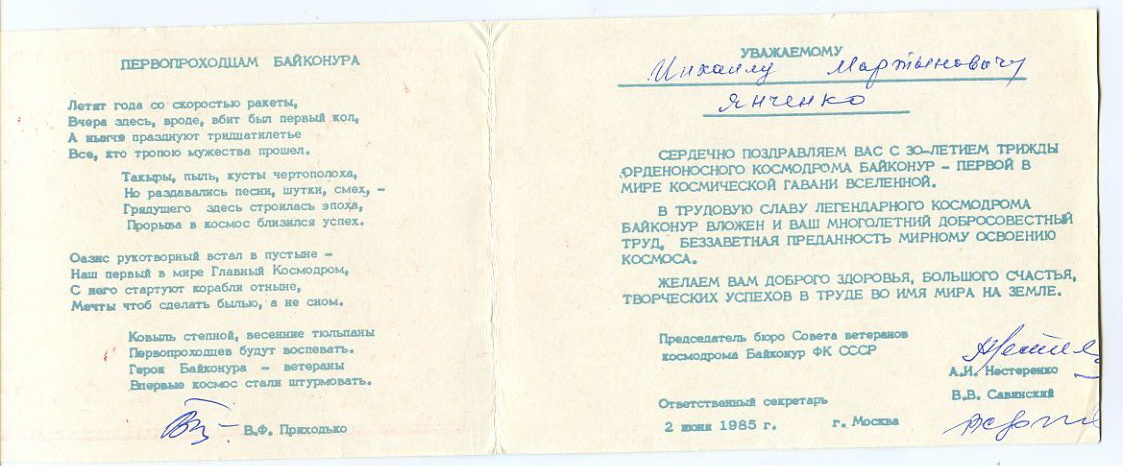 ПЕРВОПРОХОДЦАМ БАЙКОНУРА
Летят года со скоростью ракеты,
Вчера здесь, вроде, вбит был первый кол,
А нынче празднуют тридцатилетье
Все, кто тропою мужества прошел.
Такыры, пыль, кусты чертополоха,
Но раздавались песни, шутки, смех, -
Грядущего здесь строилась эпоха,
Прорыва в космос близился успех.
Оазис рукотворный встал в пустыне -
Наш первый в мире Главный Космодром,
С него стартуют корабли отныне,
Мечты чтоб сделать былью, а не сном.
Ковыль степной, весенние тюльпаны
Первопроходцев будут воспевать.
Герои Байконура - ветераны
Впервые космос стали штурмовать.
В.Ф. Приходько
УВАЖАЕМОМУ
Михаилу Мартыновичу
Янченко
СЕРДЕЧНО ПОЗДРАВЛЯЕМ ВАС С 30-ЛЕТИЕМ ТРИЖДЫ
ОРДЕНОНОСНОГО КОСМОДРОМА БАЙКОНУР - ПЕРВОЙ В
МИРЕ КОСМИЧЕСКОЙ ГАВАНИ ВСЕЛЕННОЙ.
В ТРУДОВУЮ СЛАВУ ЛЕГЕНДАРНОГО КОСМОДРОМА
БАЙКОНУР ВЛОЖЕН И ВАШ МНОГОЛЕТНИЙ ДОБРОСОВЕСТНЫЙ
ТРУД, БЕЗЗАВЕТНАЯ ПРЕДАННОСТЬ МИРНОМУ ОСВОЕНИЮ
КОСМОСА.
ЖЕЛАЕМ ВАМ ДОБРОГО ЗДОРОВЬЯ, БОЛЬШОГО СЧАСТЬЯ,
ТВОРЧЕСКИХ УСПЕХОВ В ТРУДЕ ВО ИМЯ МИРА НА ЗЕМЛЕ.
Председатель бюро Совета ветеранов
космодрома Байконур ФК СССР
А.И. Нестеренко
В.В. Савинский
Ответственный секретарь
2 июня 1985 г. г. Москва